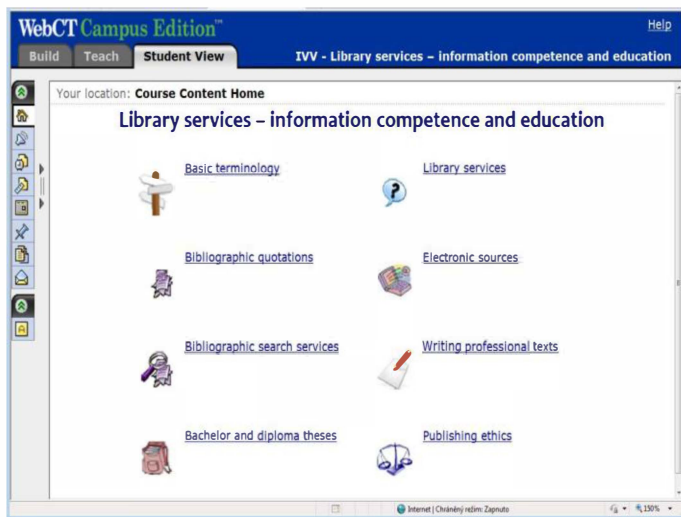 WebCT Campus Edition™
Help
Build Teach Student View
IVV - Library services – information competence and education
Your location: Course Content Home
Library services – information competence and education
Basic terminology
Library services
Bibliographic quotations
Electronic sources
Bibliographic search services
Writing professional texts
Bachelor and diploma theses
Publishing ethics
Internet | Chráněný režim: Zapnuto
150%